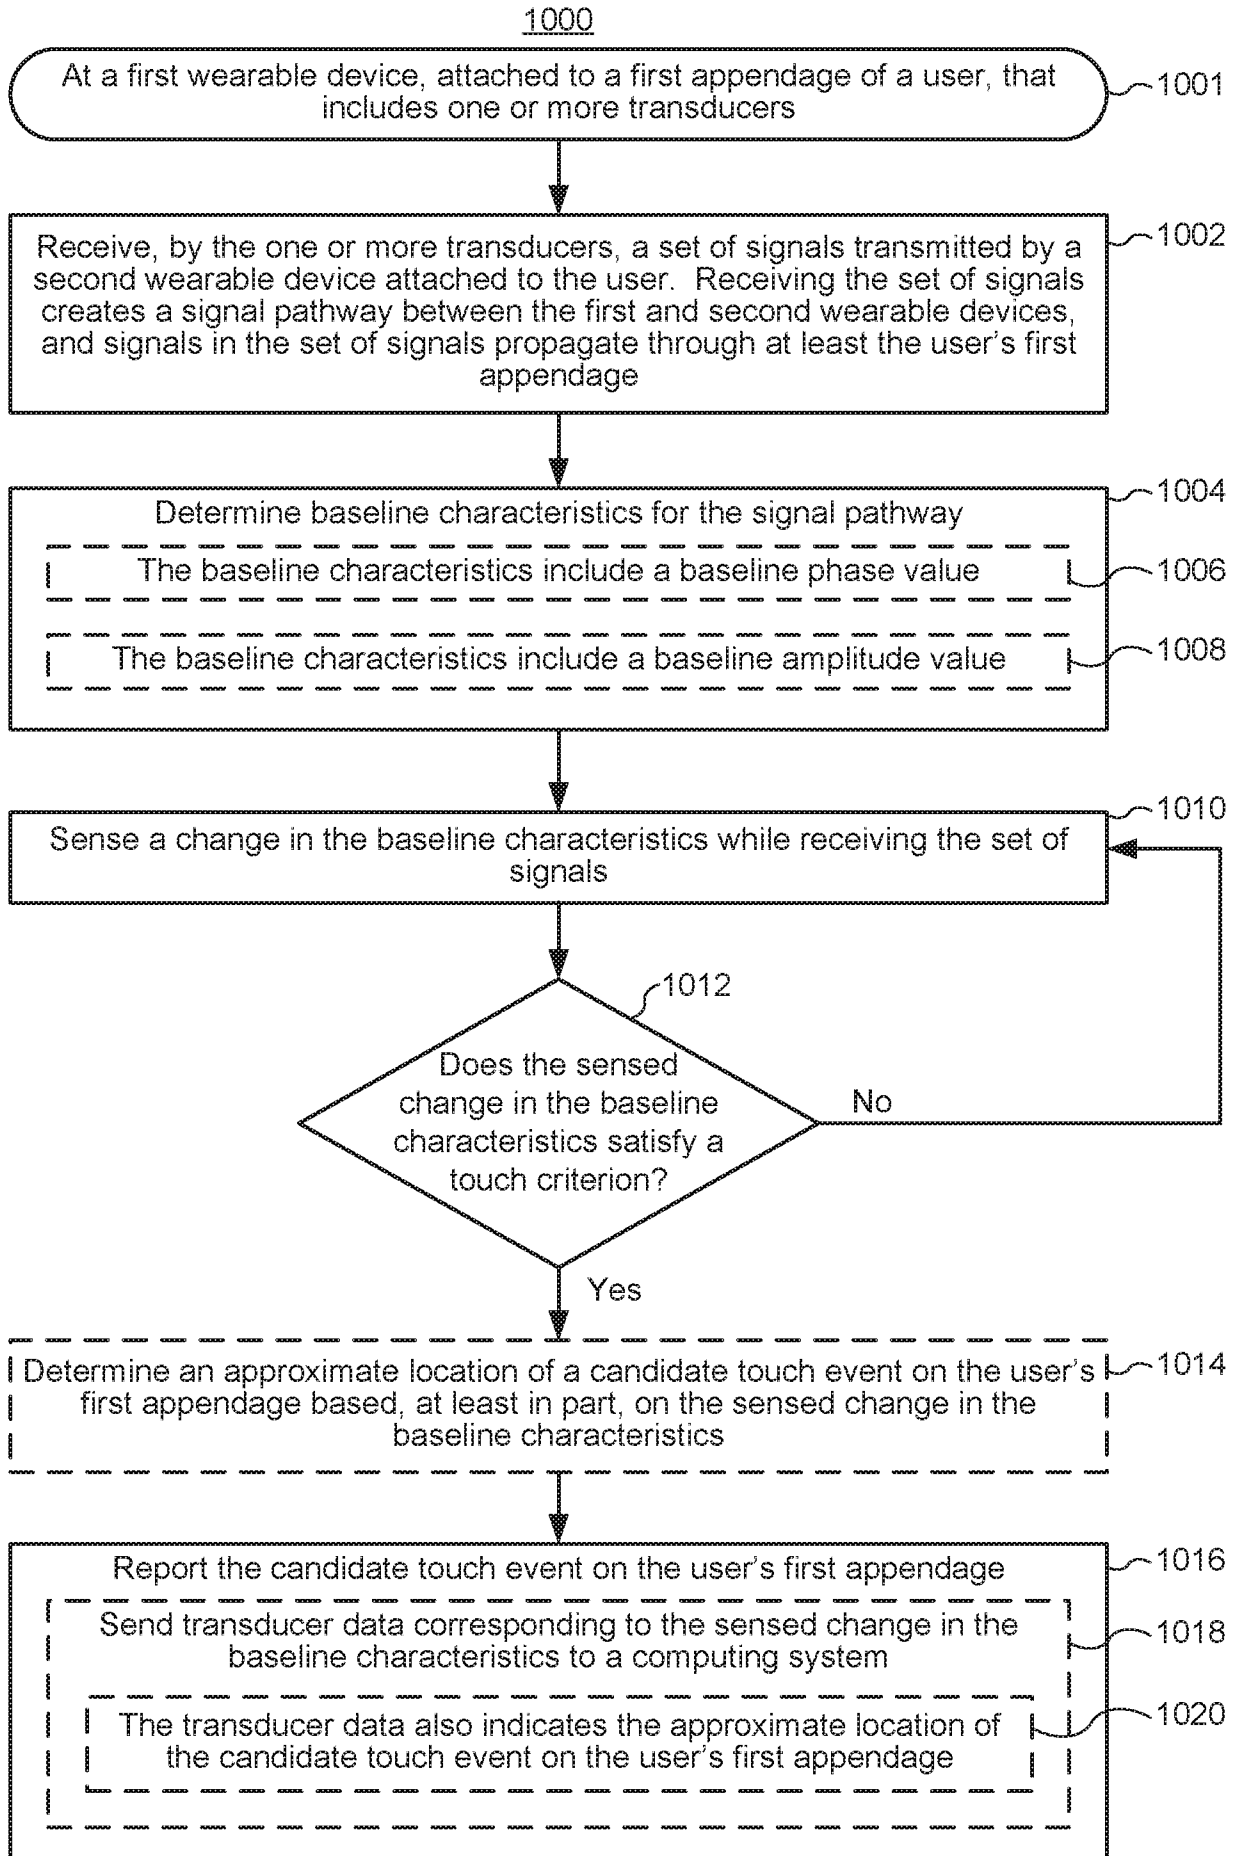 1000
At a first wearable device, attached to a first appendage of a user, that
includes one or more transducers
1001
Receive, by the one or more transducers, a set of signals transmitted by a
second wearable device attached to the user. Receiving the set of signals
creates a signal pathway between the first and second wearable devices,
and signals in the set of signals propagate through at least the user's first
appendage
1002
Determine baseline characteristics for the signal pathway
1004
The baseline characteristics include a baseline phase value
1006
The baseline characteristics include a baseline amplitude value
1008
Sense a change in the baseline characteristics while receiving the set of
signals
1010
1012
Does the sensed
change in the baseline
characteristics satisfy a
touch criterion?
No
Yes
Determine an approximate location of a candidate touch event on the user's
first appendage based, at least in part, on the sensed change in the
baseline characteristics
1014
Report the candidate touch event on the user's first appendage
1016
Send transducer data corresponding to the sensed change in the
baseline characteristics to a computing system
1018
The transducer data also indicates the approximate location of
the candidate touch event on the user's first appendage
1020